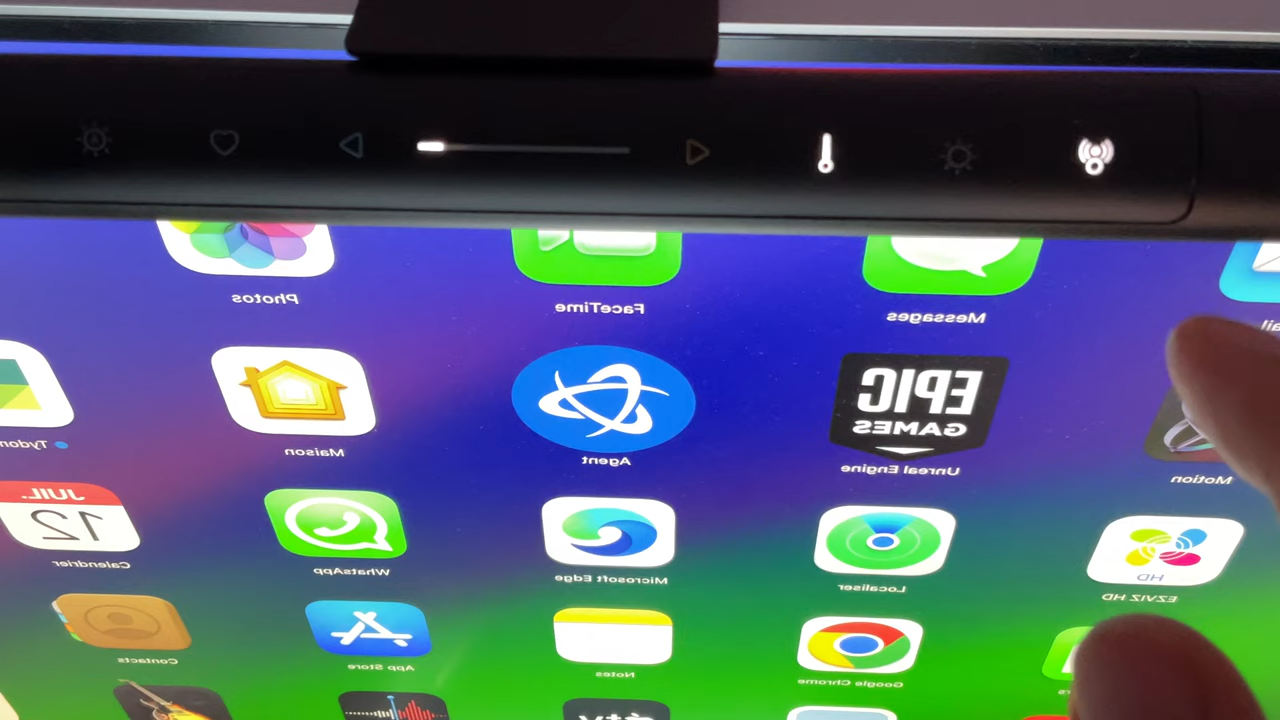 Messages
FaceTime
Photos
EPIC
GAMES
Motion
Unreal Engine
Agent
Maison
HD
EZVIZ HD
Localiser
Microsoft Edge
WhatsApp
JUIL.
12
Calendrier
Google Chrome
Notes
App Store
Contacts